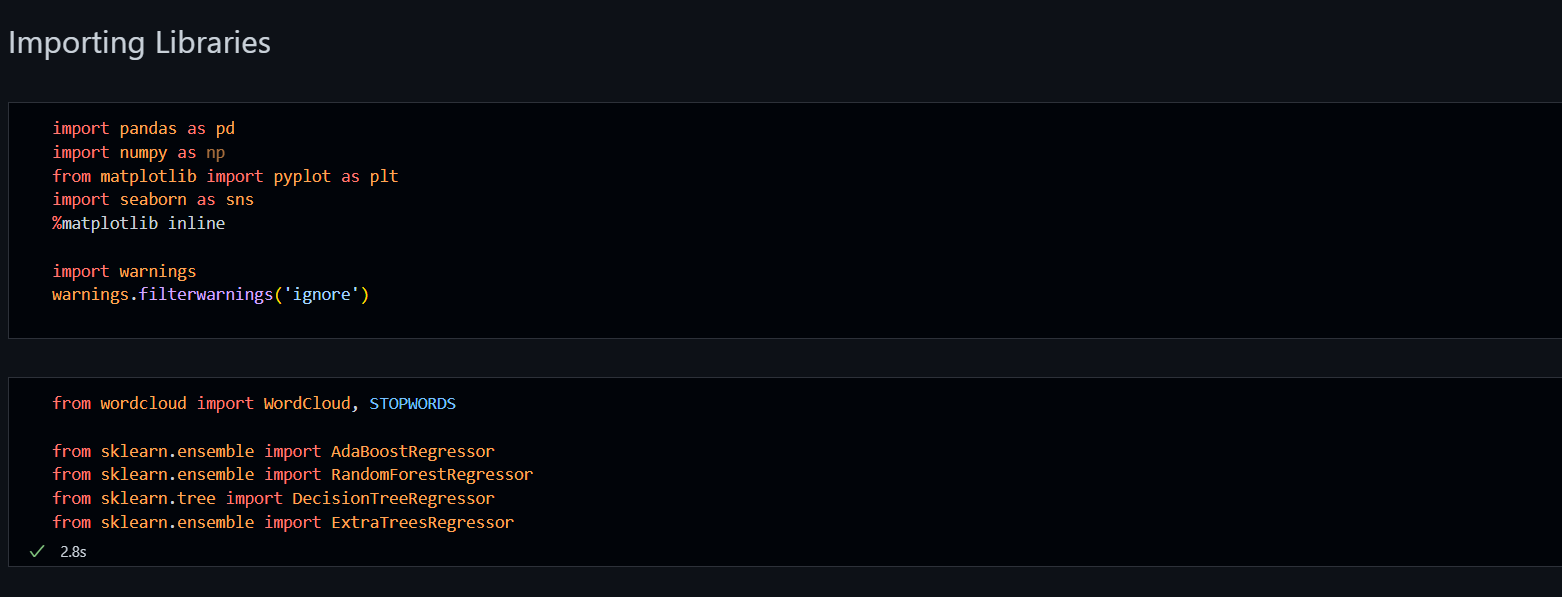 Importing Libraries
import pandas as pd
import numpy as np
from matplotlib import pyplot as plt
import seaborn as sns
%matplotlib inline
import warnings
warnings.filterwarnings('ignore')
from wordcloud import WordCloud, STOPWORDS
from sklearn.ensemble import AdaBoostRegressor
from sklearn.ensemble import RandomForestRegressor
from sklearn.tree import DecisionTreeRegressor
from sklearn.ensemble import ExtraTreesRegressor
2.8s